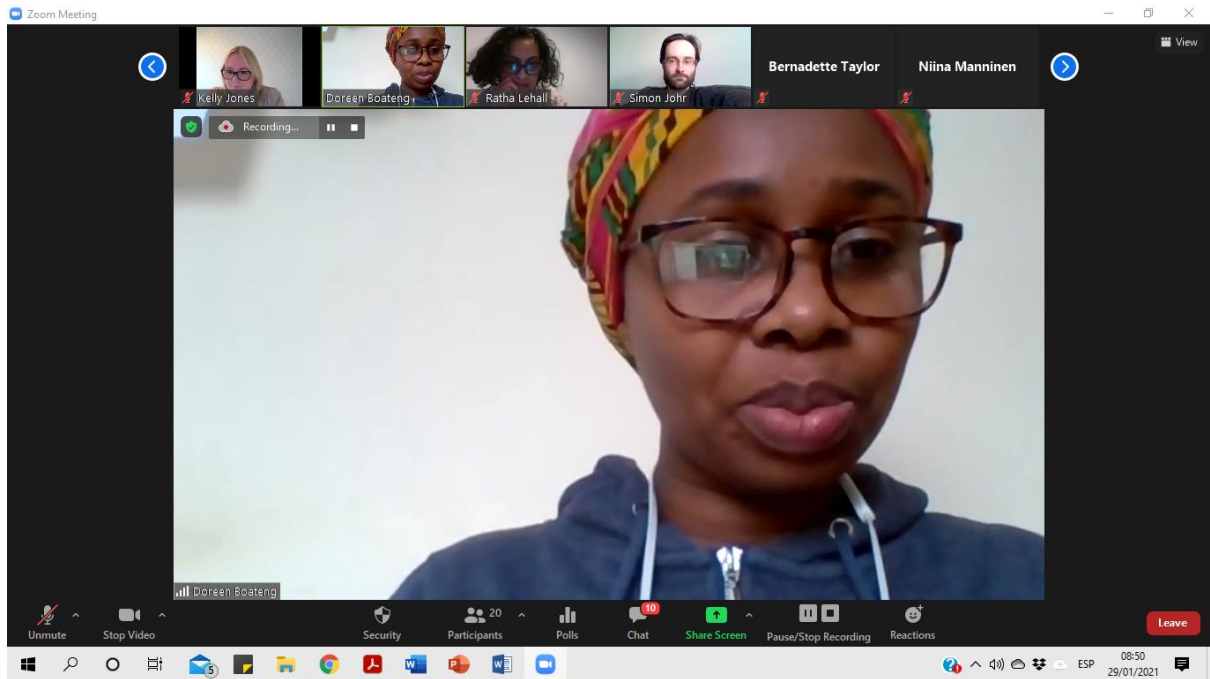 Zoom Meeting
View
Bernadette Taylor
Niina Manninen
Kelly Jones
Doreen Boateng
Ratha Lehall
Simon Johr
Recording...
Doreen Boateng
20
10
Unmute
Stop Video
Security
Participants
Polls
Chat
Share Screen
Pause/Stop Recording
Reactions
Leave
5
ESP
08:50
29/01/2021